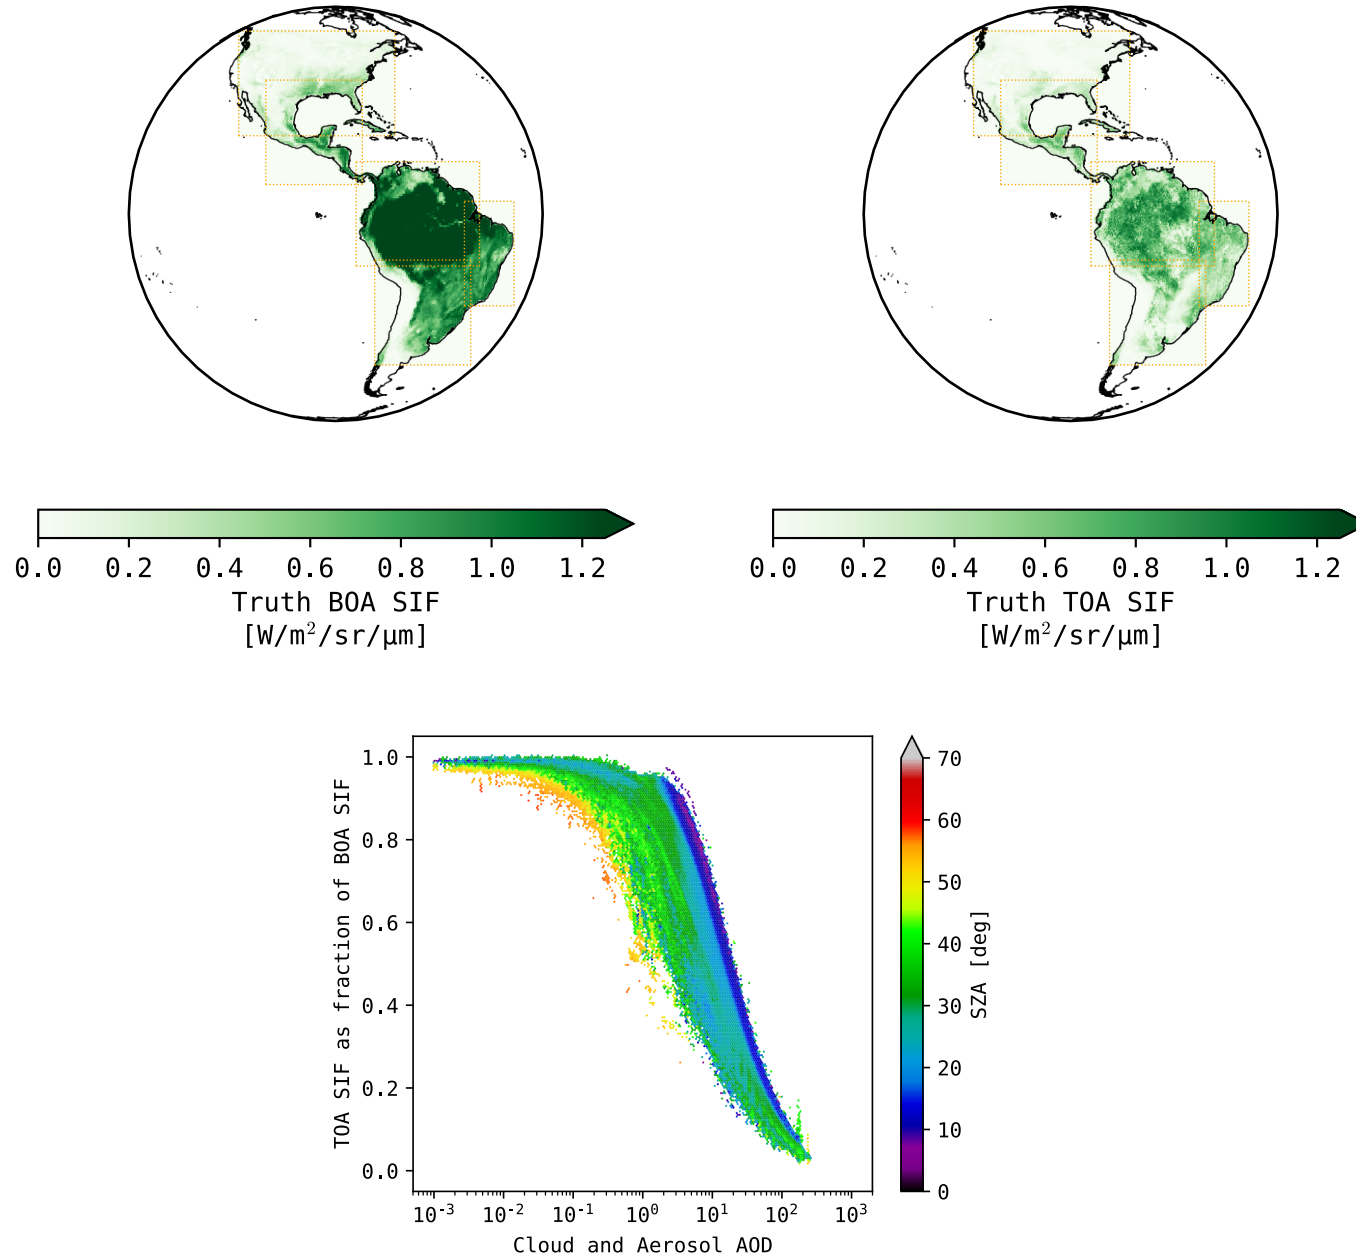 0.0 0.2 0.4 0.6 0.8 1.0 1.2
Truth BOA SIF
[W/m²/sr/μm]
0.0 0.2 0.4 0.6 0.8 1.0 1.2
Truth TOA SIF
[W/m²/sr/μm]
TOA SIF as fraction of BOA SIF
1.0
0.8
0.6
0.4
0.2
0.0
10⁻³ 10⁻² 10⁻¹ 10⁰ 10¹ 10² 10³
Cloud and Aerosol AOD
70
60
50
40
30
20
10
0
SZA [deg]